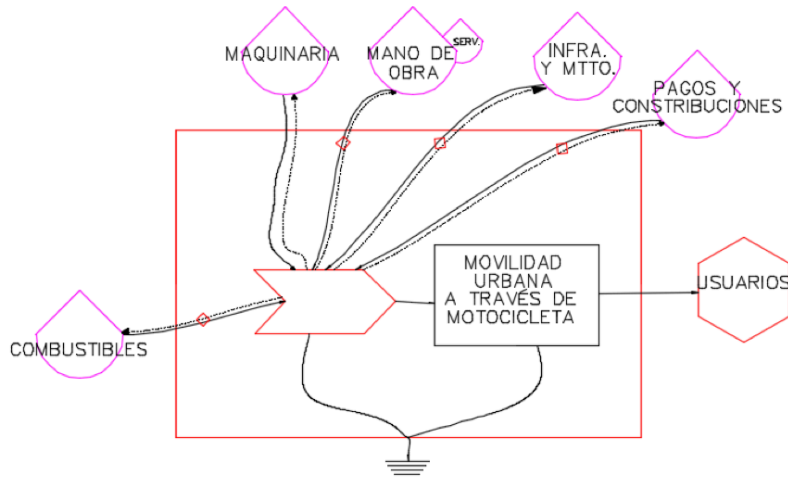 MAQUINARIA
MANO DE
OBRA
SERV.
INFRA.
Y MTTO.
PAGOS Y
CONSTRIBUCIONES
MOVILIDAD
URBANA
A TRAVÉS DE
MOTOCICLETA
USUARIOS
COMBUSTIBLES